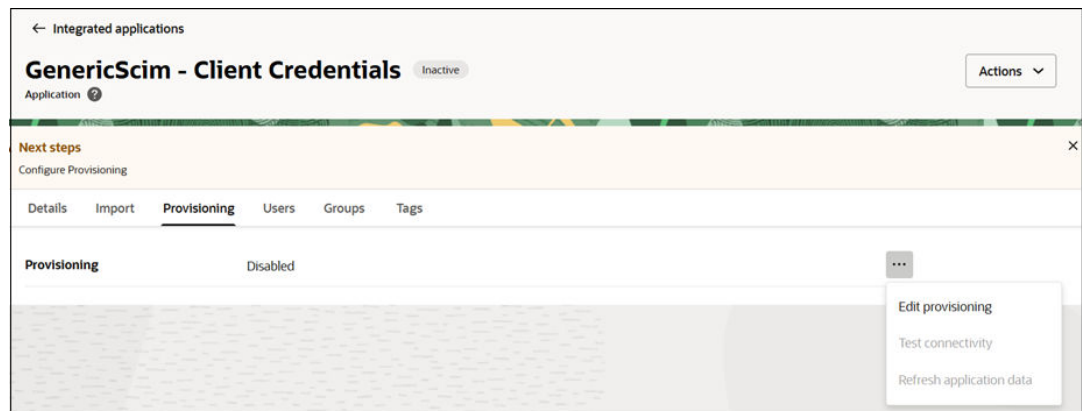 ← Integrated applications
GenericScim - Client Credentials Inactive
Actions
Application ?
Next steps
Configure Provisioning
Details Import Provisioning Users Groups Tags
Provisioning Disabled ...
Edit provisioning
Test connectivity
Refresh application data